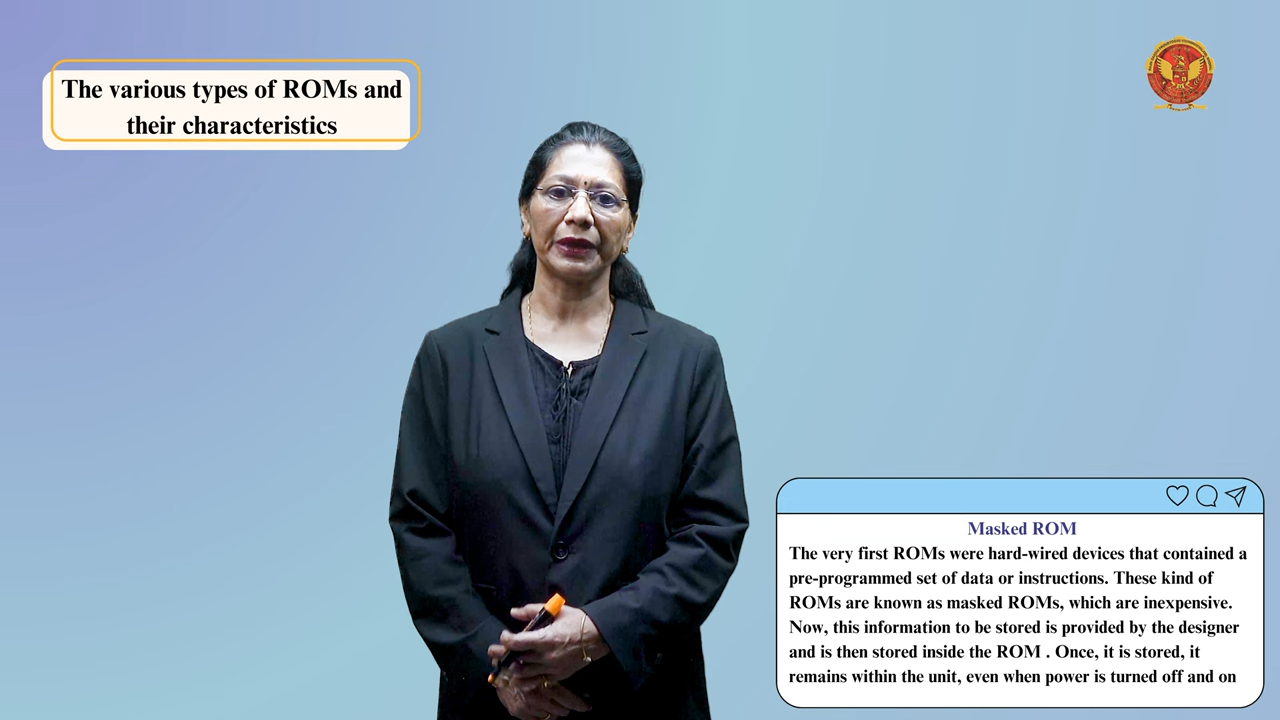 The various types of ROMs and
their characteristics
Masked ROM
The very first ROMs were hard-wired devices that contained a
pre-programmed set of data or instructions. These kind of
ROMs are known as masked ROMs, which are inexpensive.
Now, this information to be stored is provided by the designer
and is then stored inside the ROM . Once, it is stored, it
remains within the unit, even when power is turned off and on